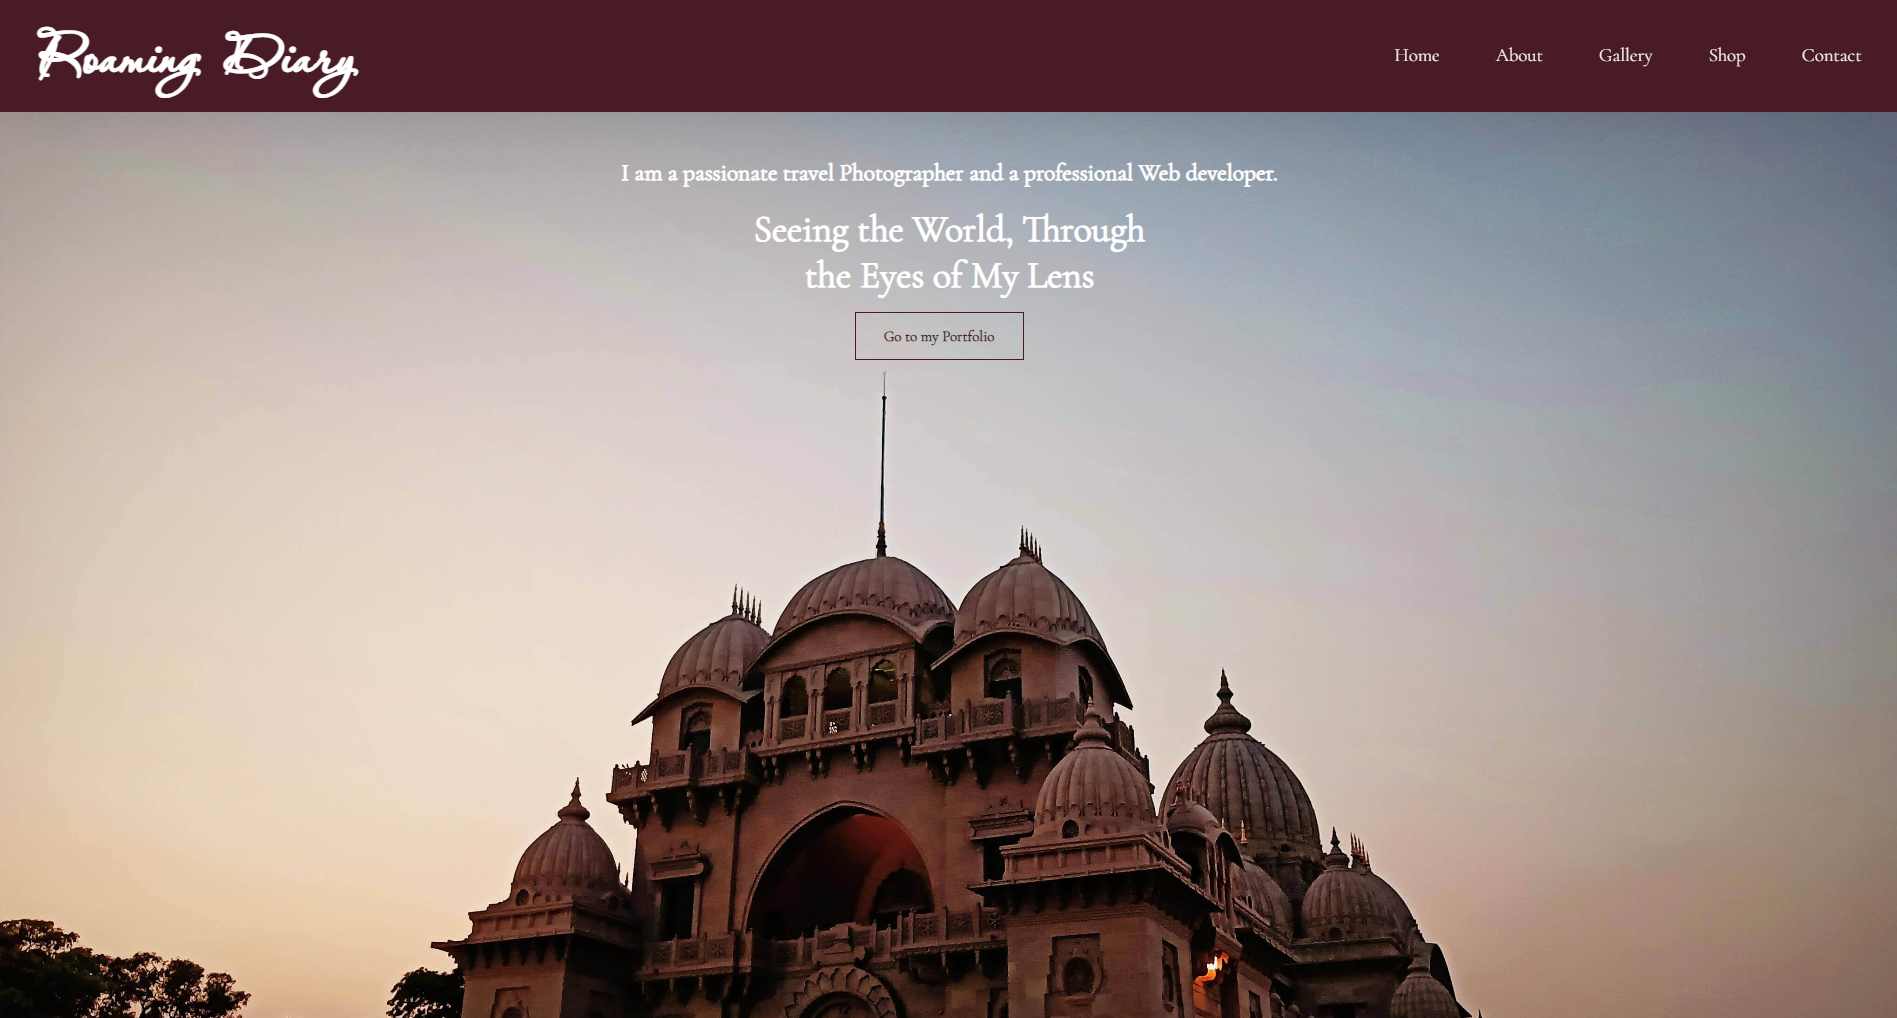 Roaming Diary
Home About Gallery Shop Contact
I am a passionate travel Photographer and a professional Web developer.
Seeing the World, Through
the Eyes of My Lens
Go to my Portfolio